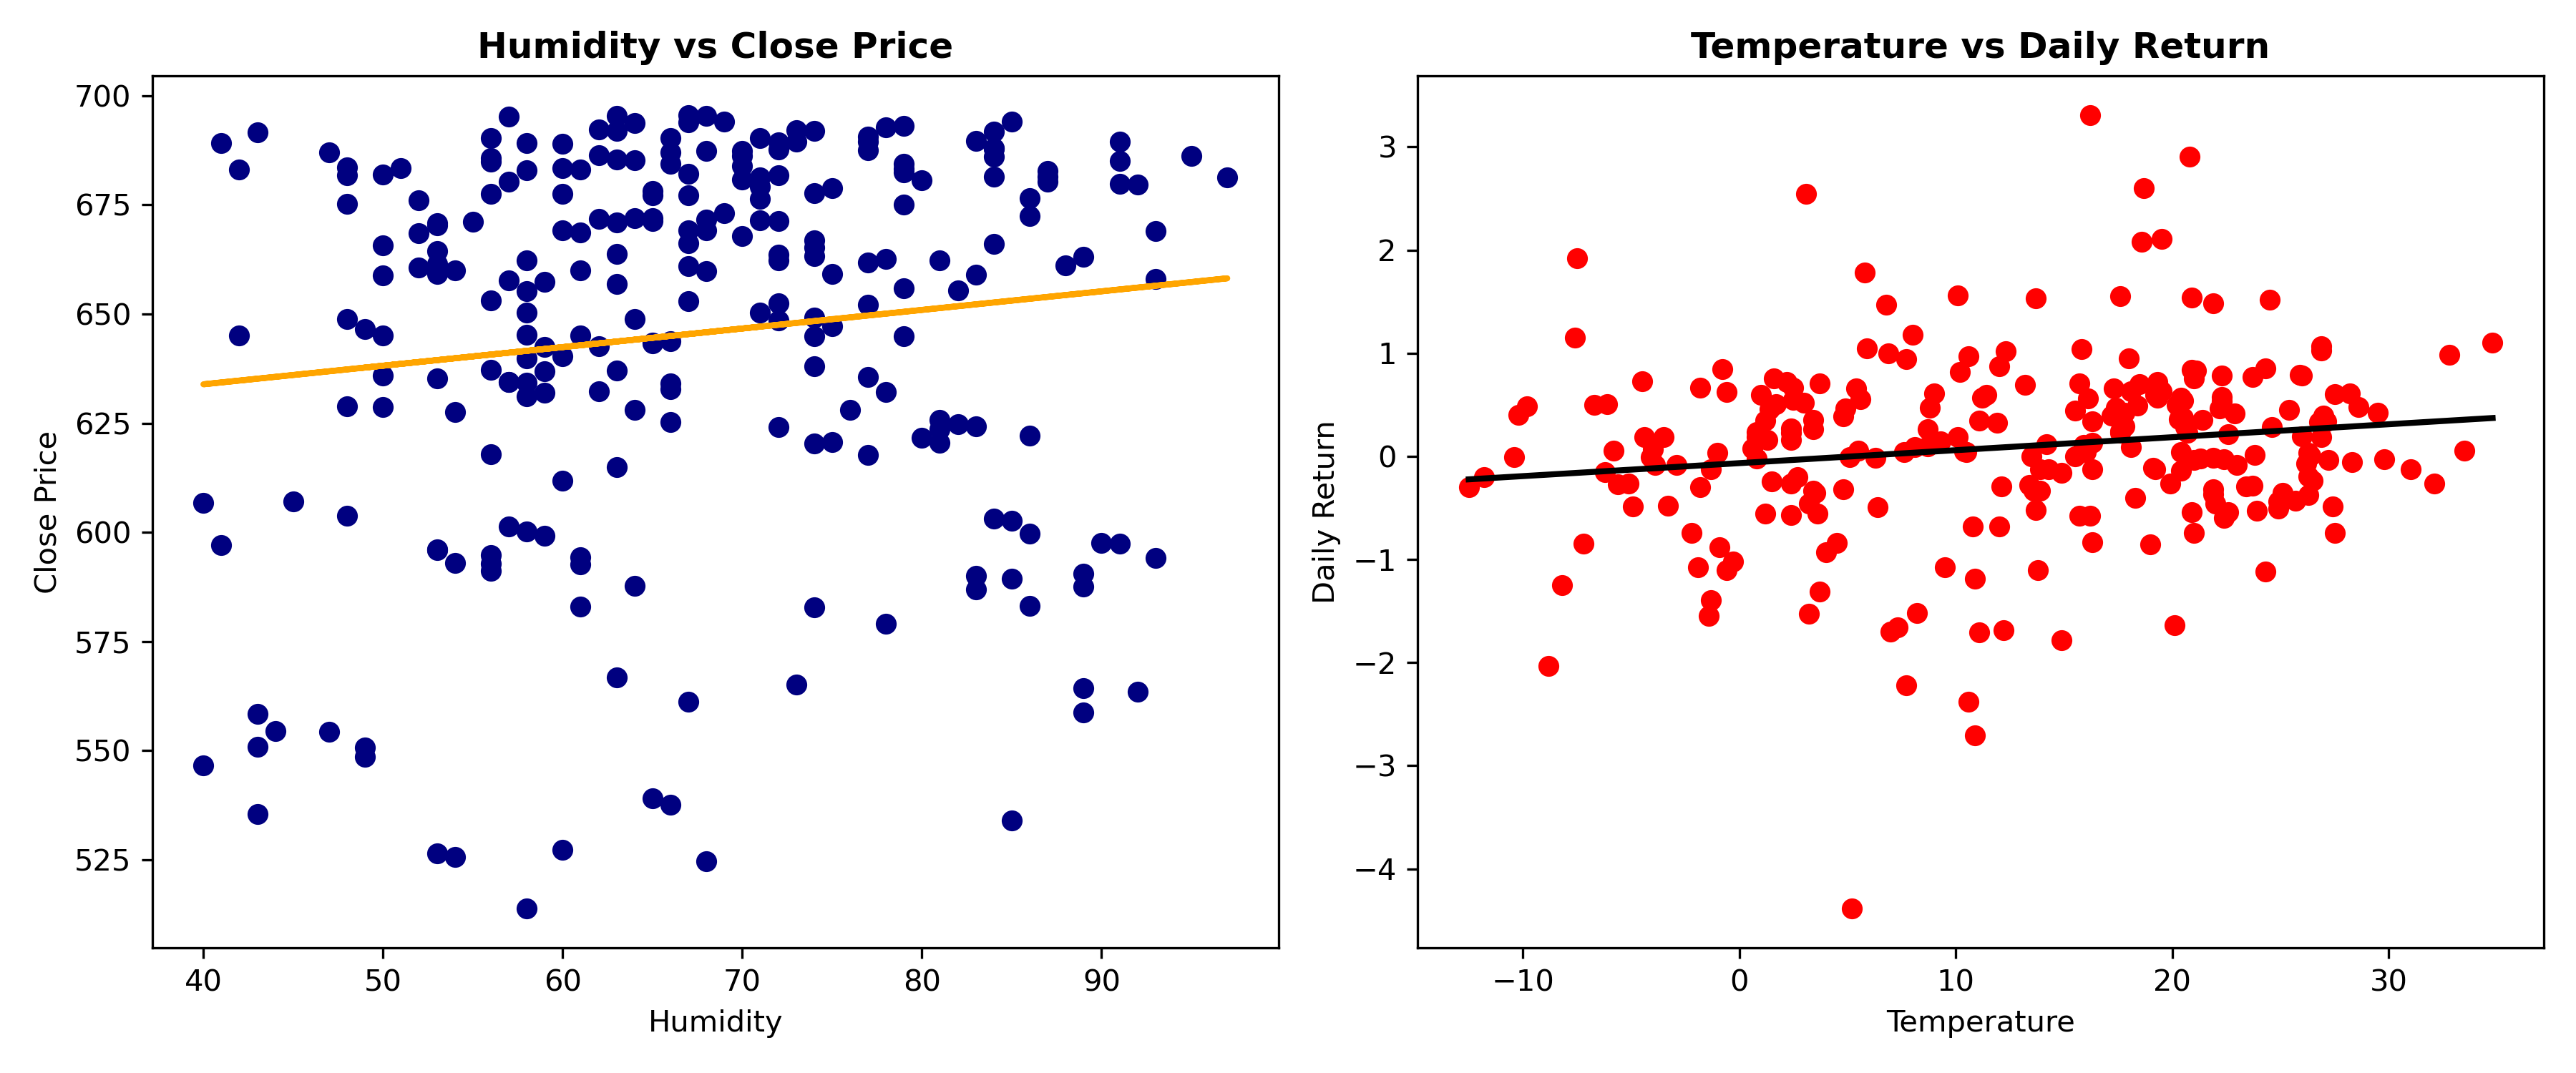 Humidity vs Close Price
700
675
650
625
600
575
550
525
Close Price
40 50 60 70 80 90
Humidity
Temperature vs Daily Return
3
2
1
0
−1
−2
−3
−4
Daily Return
−10 0 10 20 30
Temperature